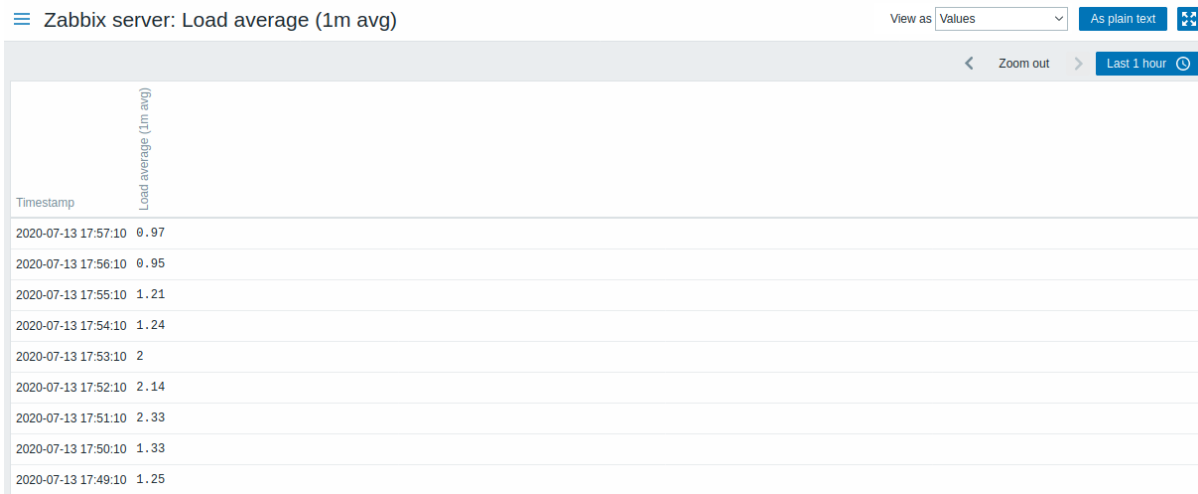 Zabbix server: Load average (1m avg) View as Values As plain text
Zoom out Last 1 hour
Timestamp Load average (1m avg)
2020-07-13 17:57:10 0.97
2020-07-13 17:56:10 0.95
2020-07-13 17:55:10 1.21
2020-07-13 17:54:10 1.24
2020-07-13 17:53:10 2
2020-07-13 17:52:10 2.14
2020-07-13 17:51:10 2.33
2020-07-13 17:50:10 1.33
2020-07-13 17:49:10 1.25